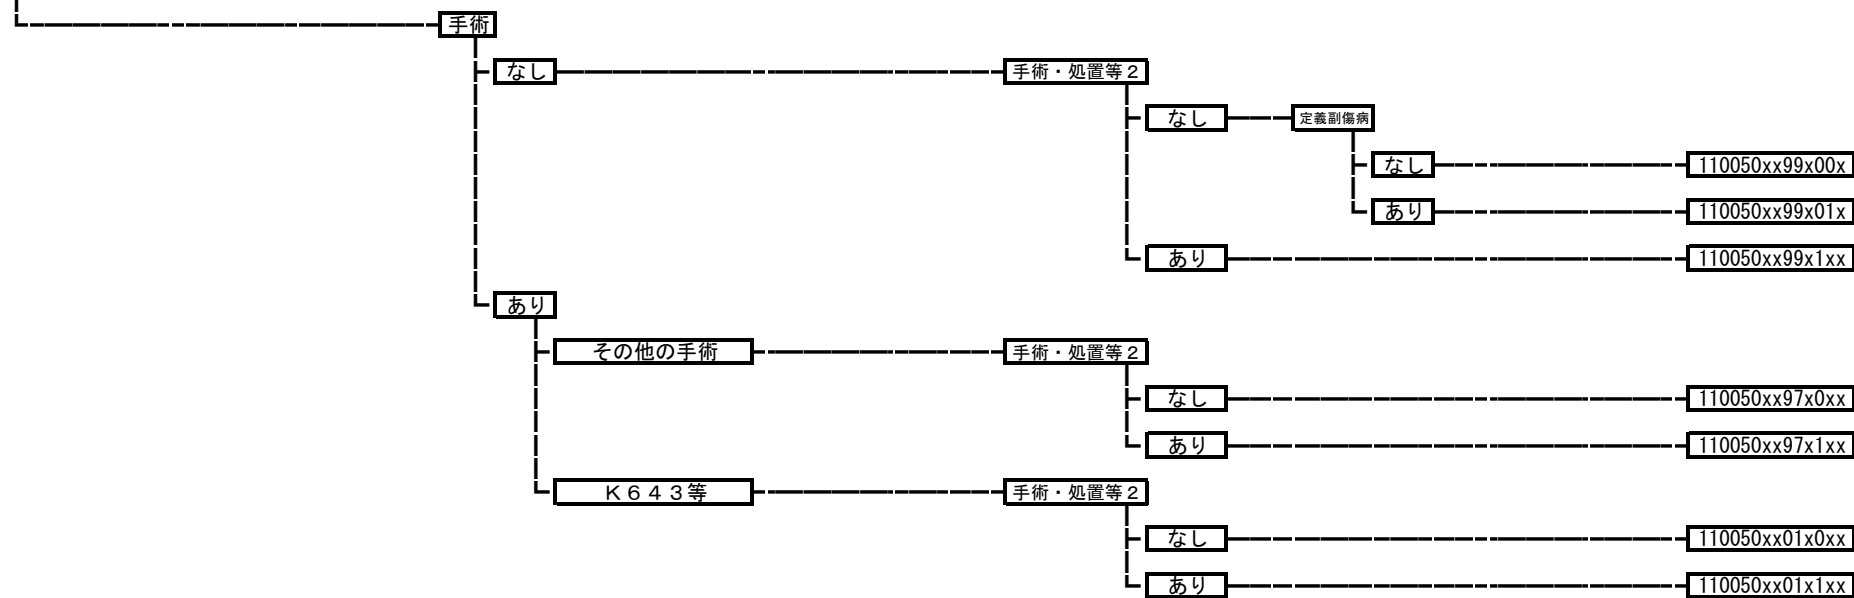 手術
なし 手術・処置等2
なし 定義副傷病
なし 110050xx99x00x
あり 110050xx99x01x
あり 110050xx99x1xx
あり
その他の手術 手術・処置等2
なし 110050xx97x0xx
あり 110050xx97x1xx
K643等 手術・処置等2
なし 110050xx01x0xx
あり 110050xx01x1xx